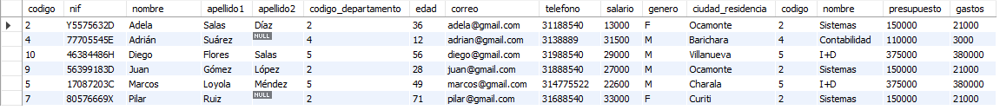 codigo nif nombre apellido1 apellido2 codigo_departamento edad correo telefono salario genero ciudad_residencia codigo nombre presupuesto gastos
2 Y5575632D Adela Salas Díaz 2 36 adela@gmail.com 31188540 13000 F Ocamonte 2 Sistemas 150000 21000
4 77705545E Adrián Suárez NULL 4 12 adrian@gmail.com 3138889 31500 M Barichara 4 Contabilidad 110000 3000
10 46384486H Diego Flores Salas 5 56 diego@gmail.com 31988540 29000 M Villanueva 5 I+D 375000 380000
9 56399183D Juan Gómez López 2 28 juan@gmail.com 31888540 27000 M Ocamonte 2 Sistemas 150000 21000
5 17087203C Marcos Loyola Méndez 5 49 marcos@gmail.com 314775522 22600 M Charala 5 I+D 375000 380000
7 80576669X Pilar Ruiz NULL 2 71 pilar@gmail.com 31688540 33000 F Curiti 2 Sistemas 150000 21000